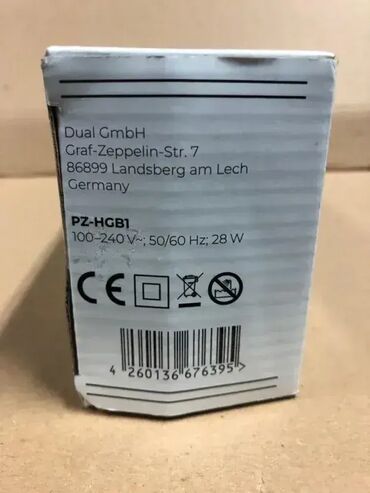 Dual GmbH
Graf-Zeppelin-Str. 7
86899 Landsberg am Lech
Germany
PZ-HGB1
100–240 V~; 50/60 Hz; 28 W
CE
4 260136 676395 >